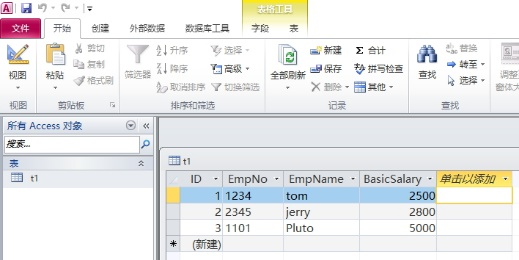 表格工具
文件 开始 创建 外部数据 数据库工具 字段 表
视图
粘贴
剪切
复制
格式刷
筛选器
升序
降序
取消排序
选择
高级
切换筛选
全部刷新
新建
保存
删除
合计
拼写检查
其他
查找
替换
转至
选择
调整
窗体大
视图 剪贴板 排序和筛选 记录 查找
所有 Access 对象
搜索...
表
t1
t1
ID EmpNo EmpName BasicSalary 单击以添加
1 1234 tom 2500
2 2345 jerry 2800
3 1101 Pluto 5000
* (新建)